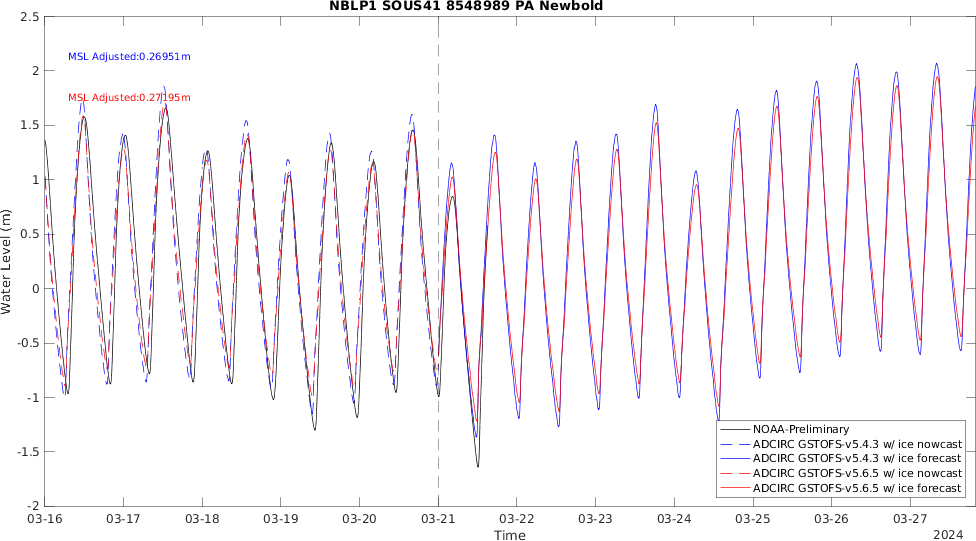 NBLP1 SOUS41 8548989 PA Newbold
2.5
MSL Adjusted:0.26951m
2
MSL Adjusted:0.27195m
1.5
1
0.5
0
-0.5
-1
-1.5
-2
Water Level (m)
NOAA-Preliminary
ADCIRC GSTOFS-v5.4.3 w/ ice nowcast
ADCIRC GSTOFS-v5.4.3 w/ ice forecast
ADCIRC GSTOFS-v5.6.5 w/ ice nowcast
ADCIRC GSTOFS-v5.6.5 w/ ice forecast
03-16 03-17 03-18 03-19 03-20 03-21 03-22 03-23 03-24 03-25 03-26 03-27
Time
2024